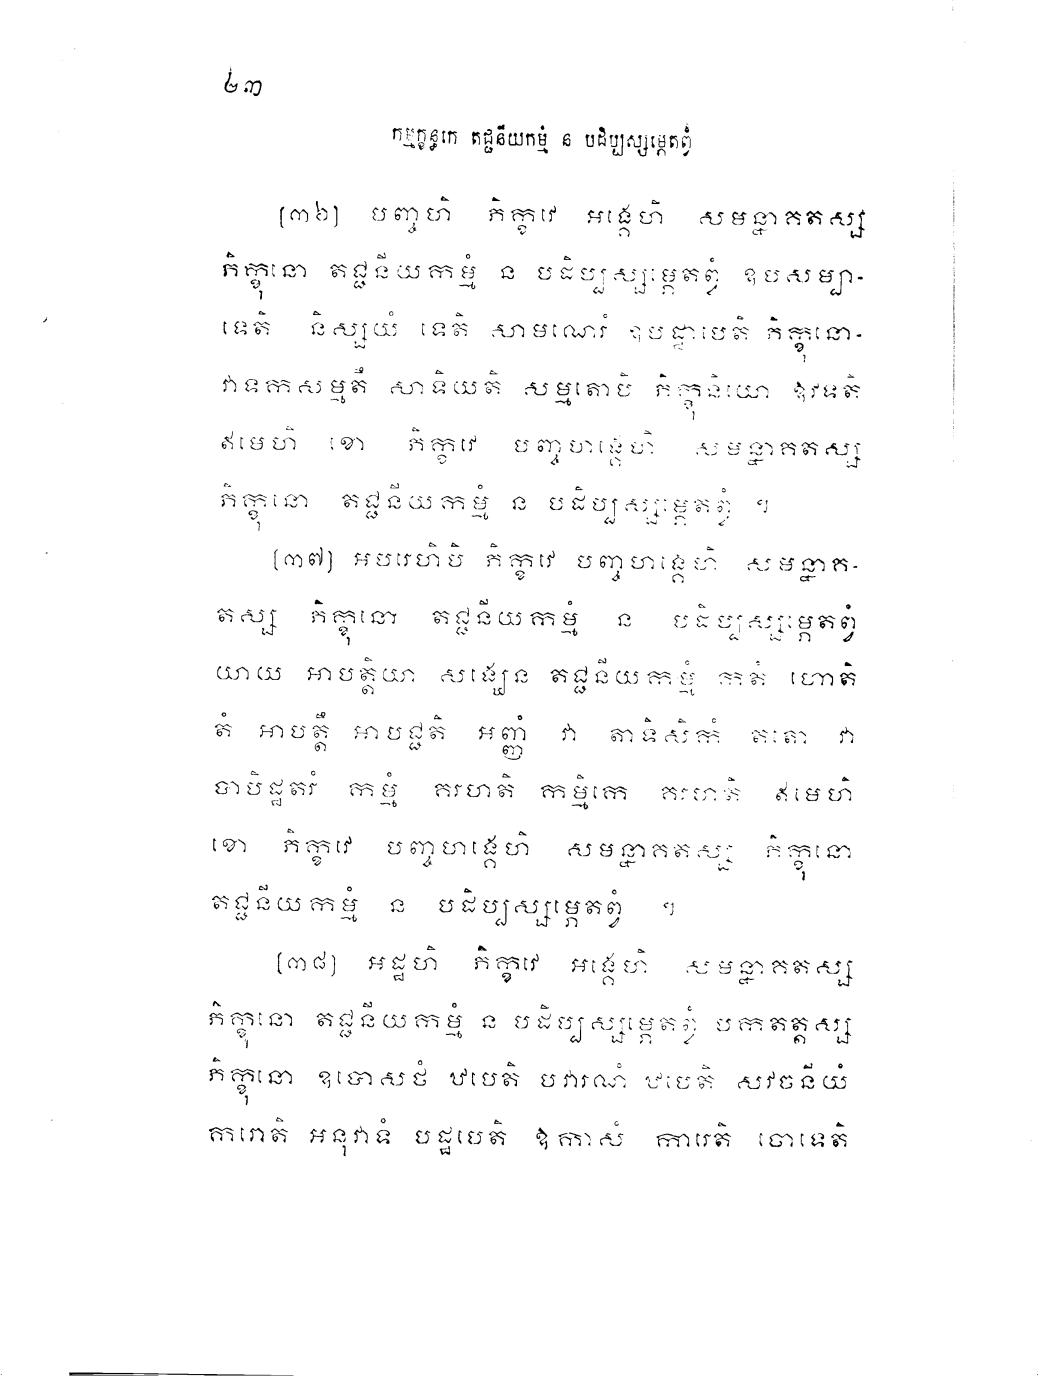 ៤៣
កម្មក្ខន្ធកេ តជ្ជនីយកម្មំ ន បដិប្បស្សម្ភេតព្វំ
[៣៦] បញ្ចហិ ភិក្ខវេ អង្គេហិ សមន្នាគតស្ស
ភិក្ខុនោ តជ្ជនីយកម្មំ ន បដិប្បស្សម្ភេតព្វំ ឧបសម្បា-
ទេតិ និស្សយំ ទេតិ សាមណេរំ ឧបដ្ឋាបេតិ ភិក្ខុនោ-
វាទកសម្មតឹ សាទិយតិ សម្មតោបិ ភិក្ខុនិយោ ឱវទតិ
ឥមេហិ ខោ ភិក្ខវេ បញ្ចហង្គេហិ សមន្នាគតស្ស
ភិក្ខុនោ តជ្ជនីយកម្មំ ន បដិប្បស្សម្ភេតព្វំ ។
[៣៧] អបរេហិបិ ភិក្ខវេ បញ្ចហង្គេហិ សមន្នាគ-
តស្ស ភិក្ខុនោ តជ្ជនីយកម្មំ ន បដិប្បស្សម្ភេតព្វំ
យាយ អាបត្តិយា សង្ឃេន តជ្ជនីយកម្មំ កតំ ហោតិ
តំ អាបត្តឹ អាបជ្ជតិ អញ្ញំ វា តាទិសិកំ តតោ វា
បាបិដ្ឋតរំ កម្មំ គរហតិ កម្មិកេ គរហតិ ឥមេហិ
ខោ ភិក្ខវេ បញ្ចហង្គេហិ សមន្នាគតស្ស ភិក្ខុនោ
តជ្ជនីយកម្មំ ន បដិប្បស្សម្ភេតព្វំ ។
[៣៨] អដ្ឋហិ ភិក្ខវេ អង្គេហិ សមន្នាគតស្ស
ភិក្ខុនោ តជ្ជនីយកម្មំ ន បដិប្បស្សម្ភេតព្វំ បកតត្តស្ស
ភិក្ខុនោ ឧបោសថំ ឋបេតិ បវារណំ ឋបេតិ សវចនីយំ
ករោតិ អនុវាទំ បដ្ឋបេតិ ឱកាសំ ការេតិ ចោទេតិ